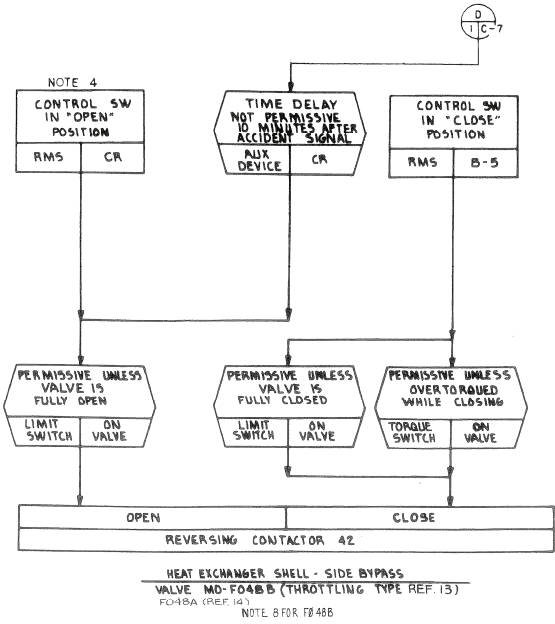 D
1 C-7
NOTE 4
CONTROL SW
IN "OPEN"
POSITION
RMS CR
TIME DELAY
NOT PERMISSIVE
10 MINUTES AFTER
ACCIDENT SIGNAL
AUX
DEVICE
CR
CONTROL SW
IN "CLOSE"
POSITION
RMS B-5
PERMISSIVE UNLESS
VALVE IS
FULLY OPEN
LIMIT
SWITCH
ON
VALVE
PERMISSIVE UNLESS
VALVE IS
FULLY CLOSED
LIMIT
SWITCH
ON
VALVE
PERMISSIVE UNLESS
OVERTORQUED
WHILE CLOSING
TORQUE
SWITCH
ON
VALVE
OPEN CLOSE
REVERSING CONTACTOR 42
HEAT EXCHANGER SHELL - SIDE BYPASS
VALVE MO-F048B (THROTTLING TYPE REF. 13)
F048A (REF. 14)
NOTE 8 FOR F048B